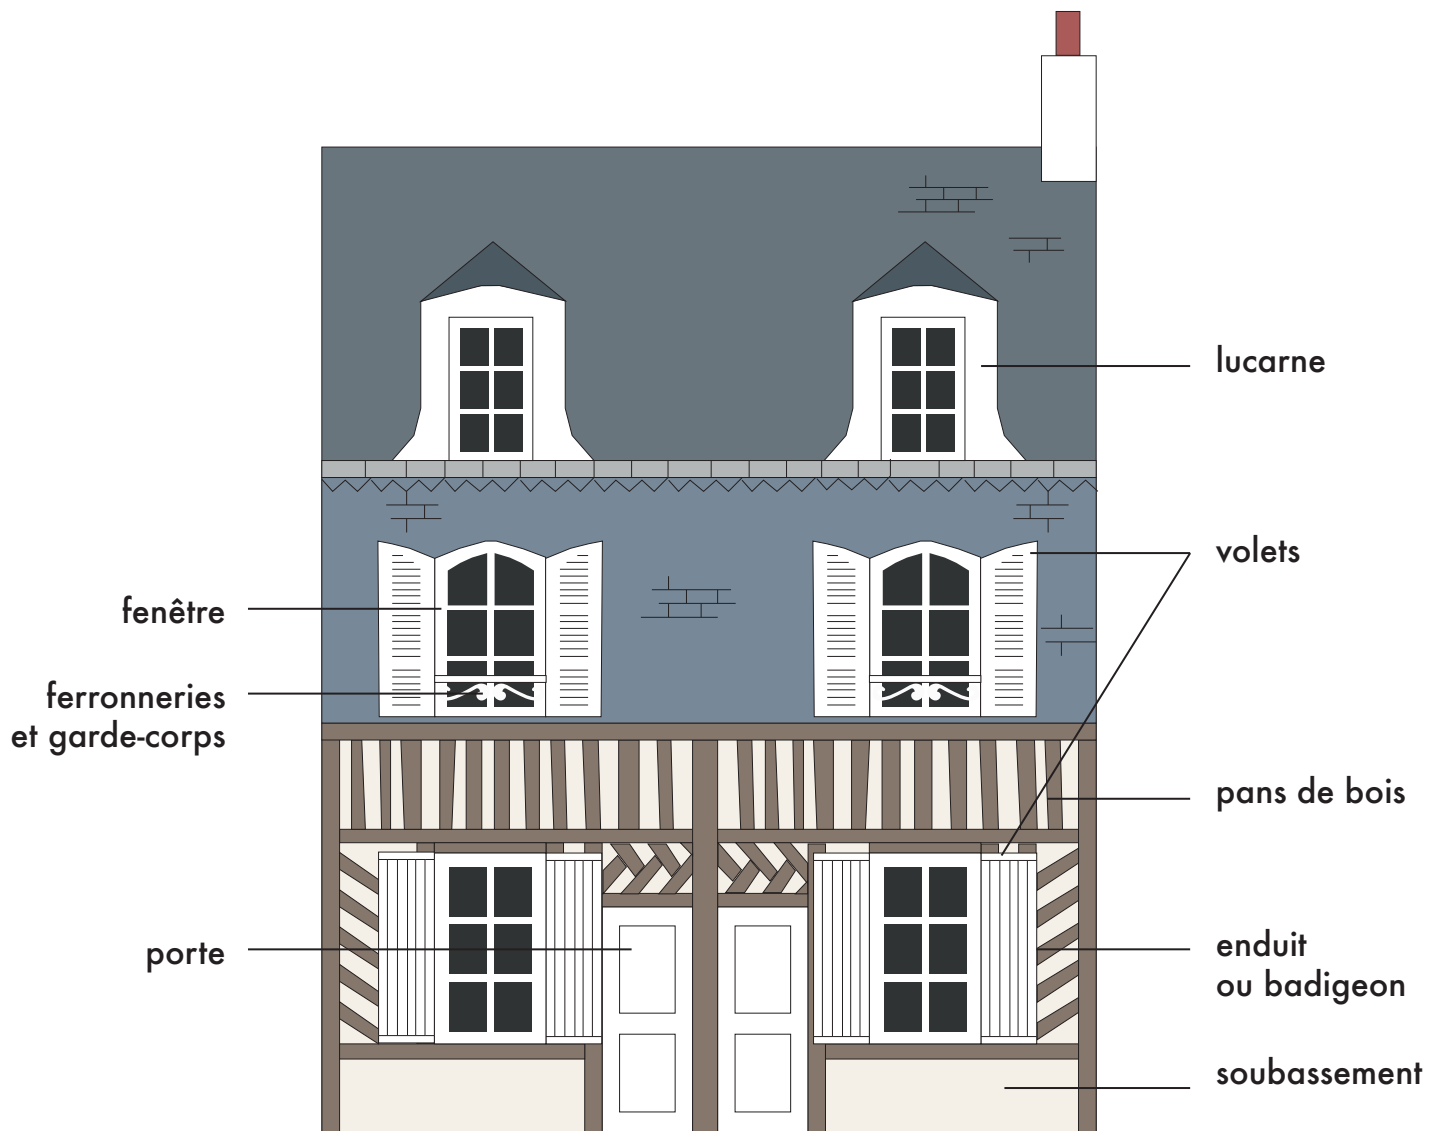 lucarne
volets
fenêtre
ferronneries
et garde-corps
pans de bois
porte
enduit
ou badigeon
soubassement